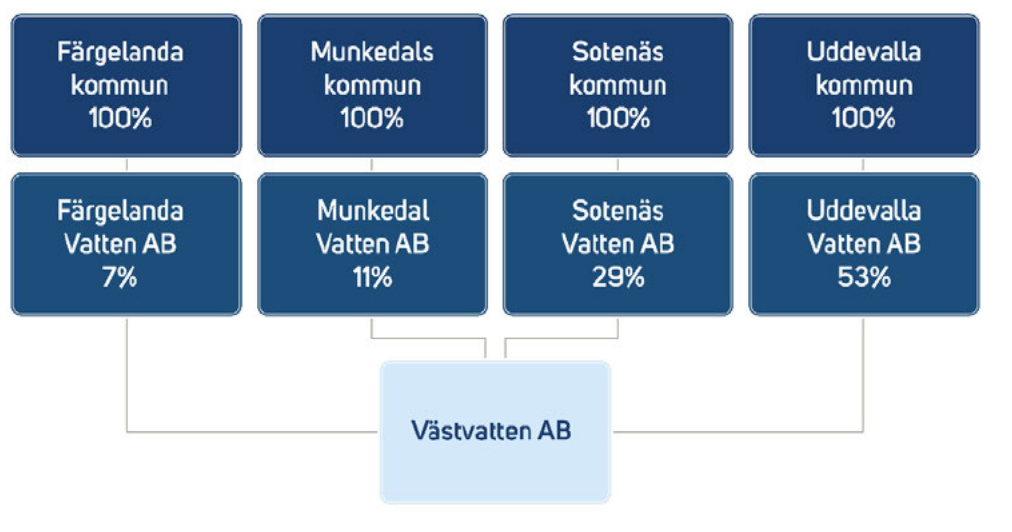 Färgelanda
kommun
100%
Munkedals
kommun
100%
Sotenäs
kommun
100%
Uddevalla
kommun
100%
Färgelanda
Vatten AB
7%
Munkedal
Vatten AB
11%
Sotenäs
Vatten AB
29%
Uddevalla
Vatten AB
53%
Västvatten AB